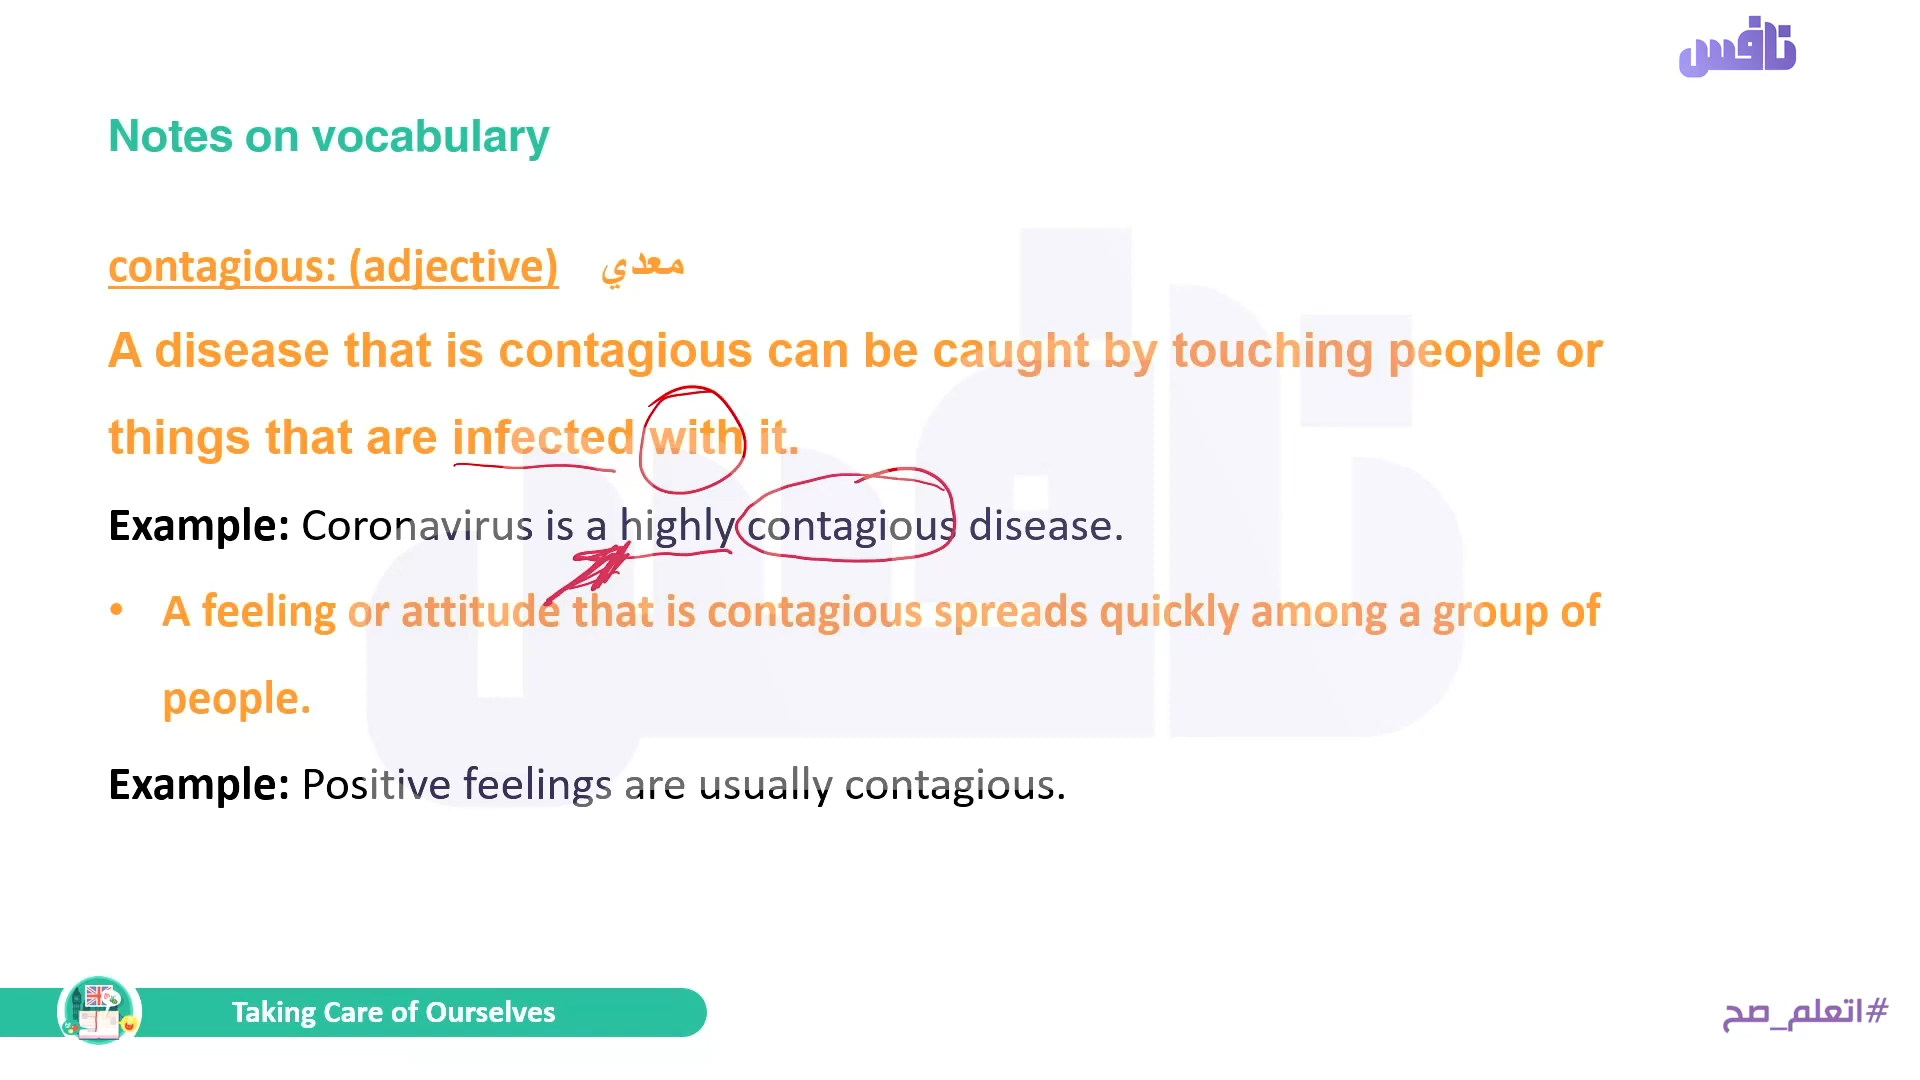 نافس
Notes on vocabulary
contagious: (adjective) معدي
A disease that is contagious can be caught by touching people or
things that are infected with it.
Example: Coronavirus is a highly contagious disease.
• A feeling or attitude that is contagious spreads quickly among a group of
people.
Example: Positive feelings are usually contagious.
Taking Care of Ourselves
#اتعلم_صح